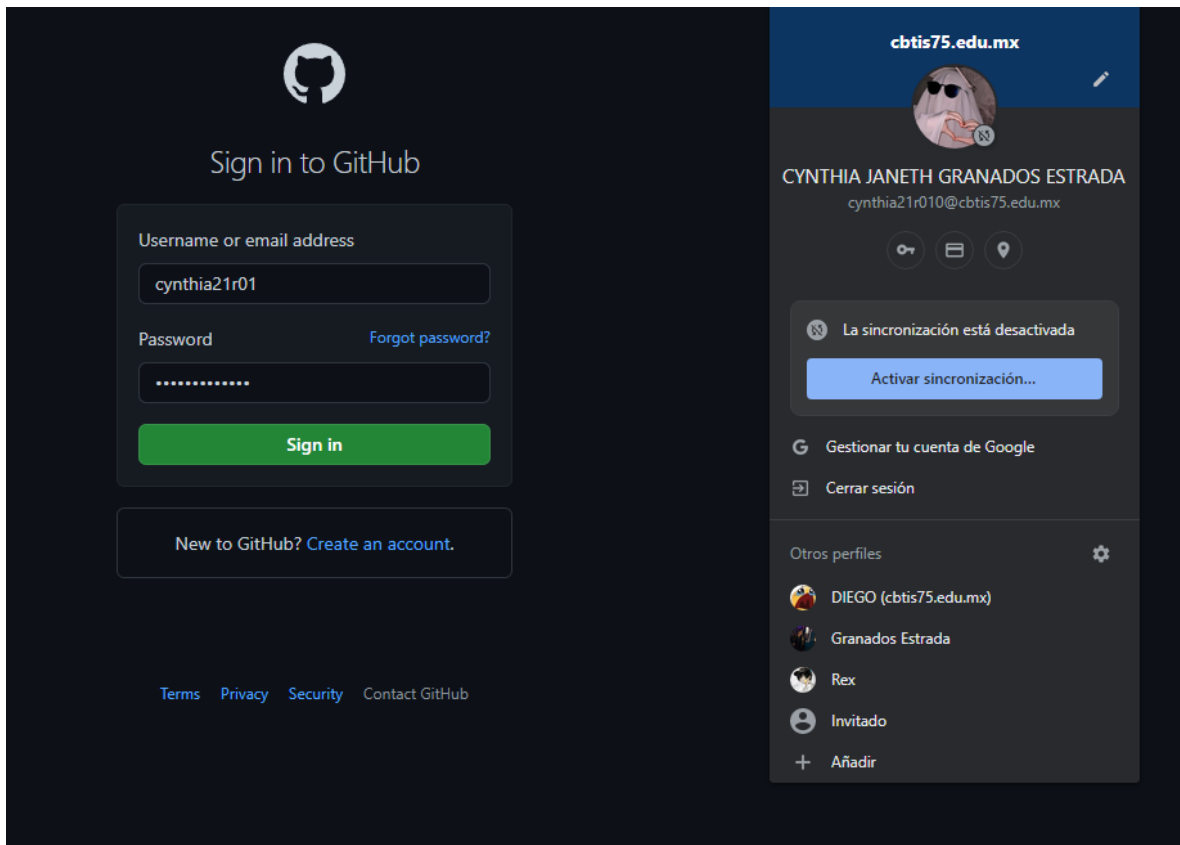 Sign in to GitHub
Username or email address
cynthia21r01
Password Forgot password?
•••••••••••••
Sign in
New to GitHub? Create an account.
Terms Privacy Security Contact GitHub
cbtis75.edu.mx
CYNTHIA JANETH GRANADOS ESTRADA
cynthia21r010@cbtis75.edu.mx
La sincronización está desactivada
Activar sincronización...
G Gestionar tu cuenta de Google
Cerrar sesión
Otros perfiles
DIEGO (cbtis75.edu.mx)
Granados Estrada
Rex
Invitado
+ Añadir